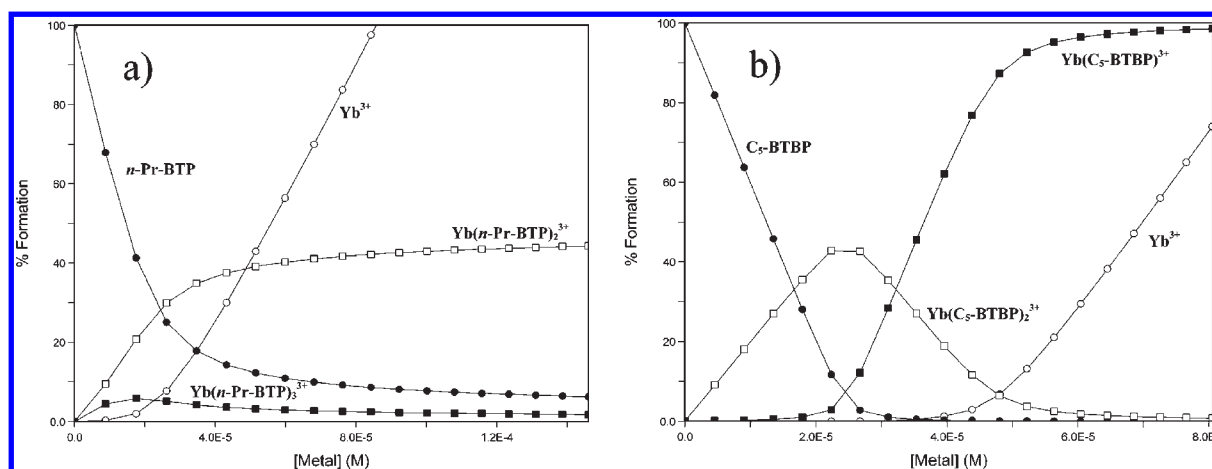 a)
% Formation
100
80
60
40
20
0.0
n-Pr-BTP
Yb³⁺
Yb(n-Pr-BTP)₂³⁺
Yb(n-Pr-BTP)₃³⁺
0.0 4.0E-5 8.0E-5 1.2E-4
[Metal] (M)
b)
% Formation
100
80
60
40
20
0.0
Yb(C₅-BTBP)³⁺
C₅-BTBP
Yb³⁺
Yb(C₅-BTBP)₂³⁺
0.0 2.0E-5 4.0E-5 6.0E-5 8.0
[Metal] (M)